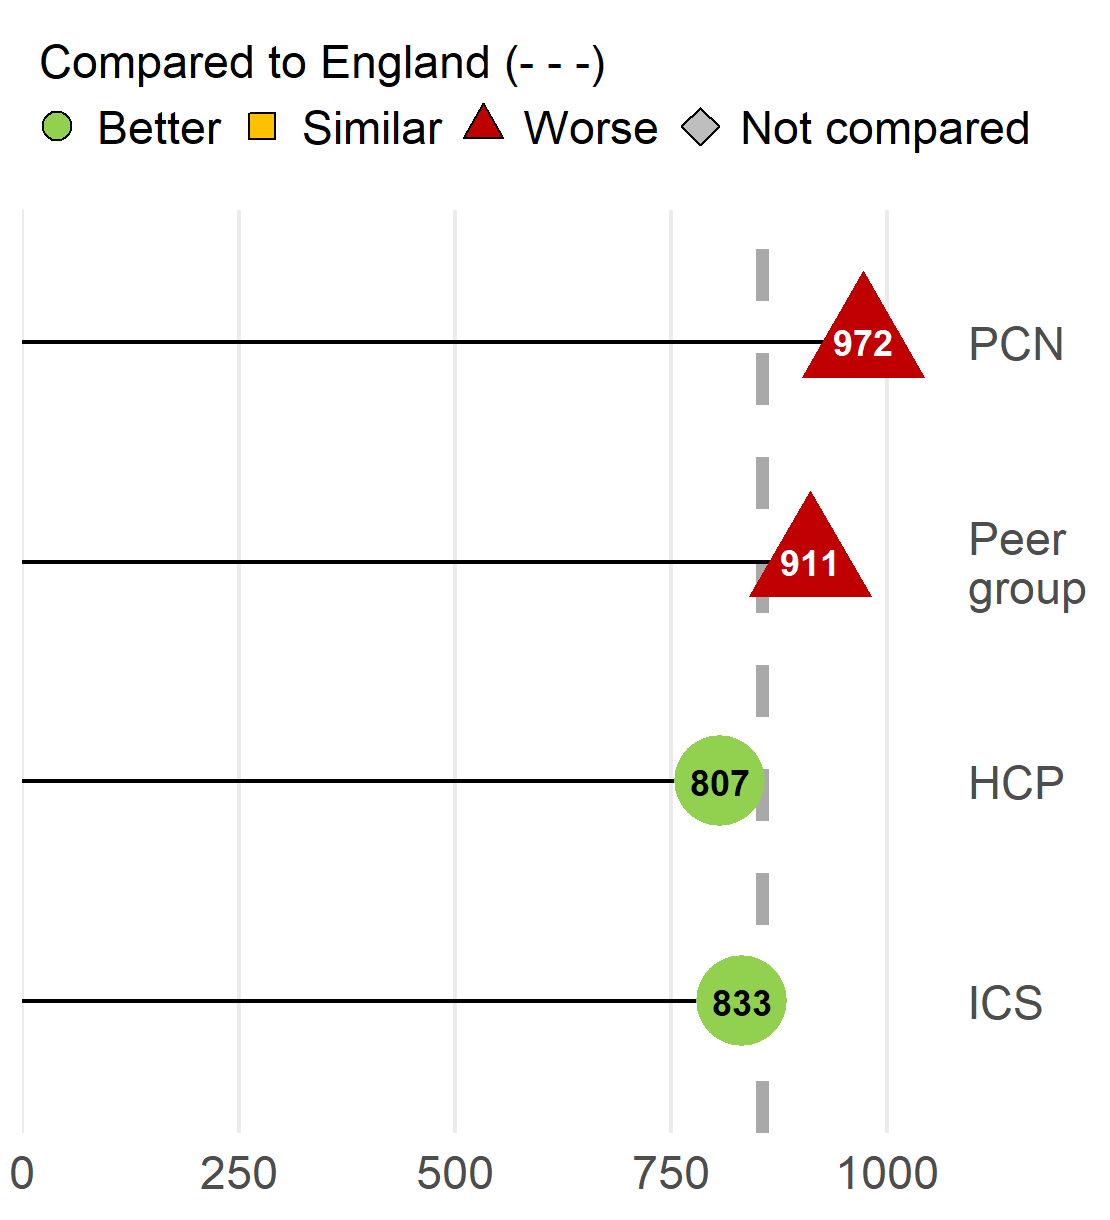 Compared to England (- - -)
Better Similar Worse Not compared
972 PCN
911 Peer
group
807 HCP
833 ICS
0 250 500 750 1000